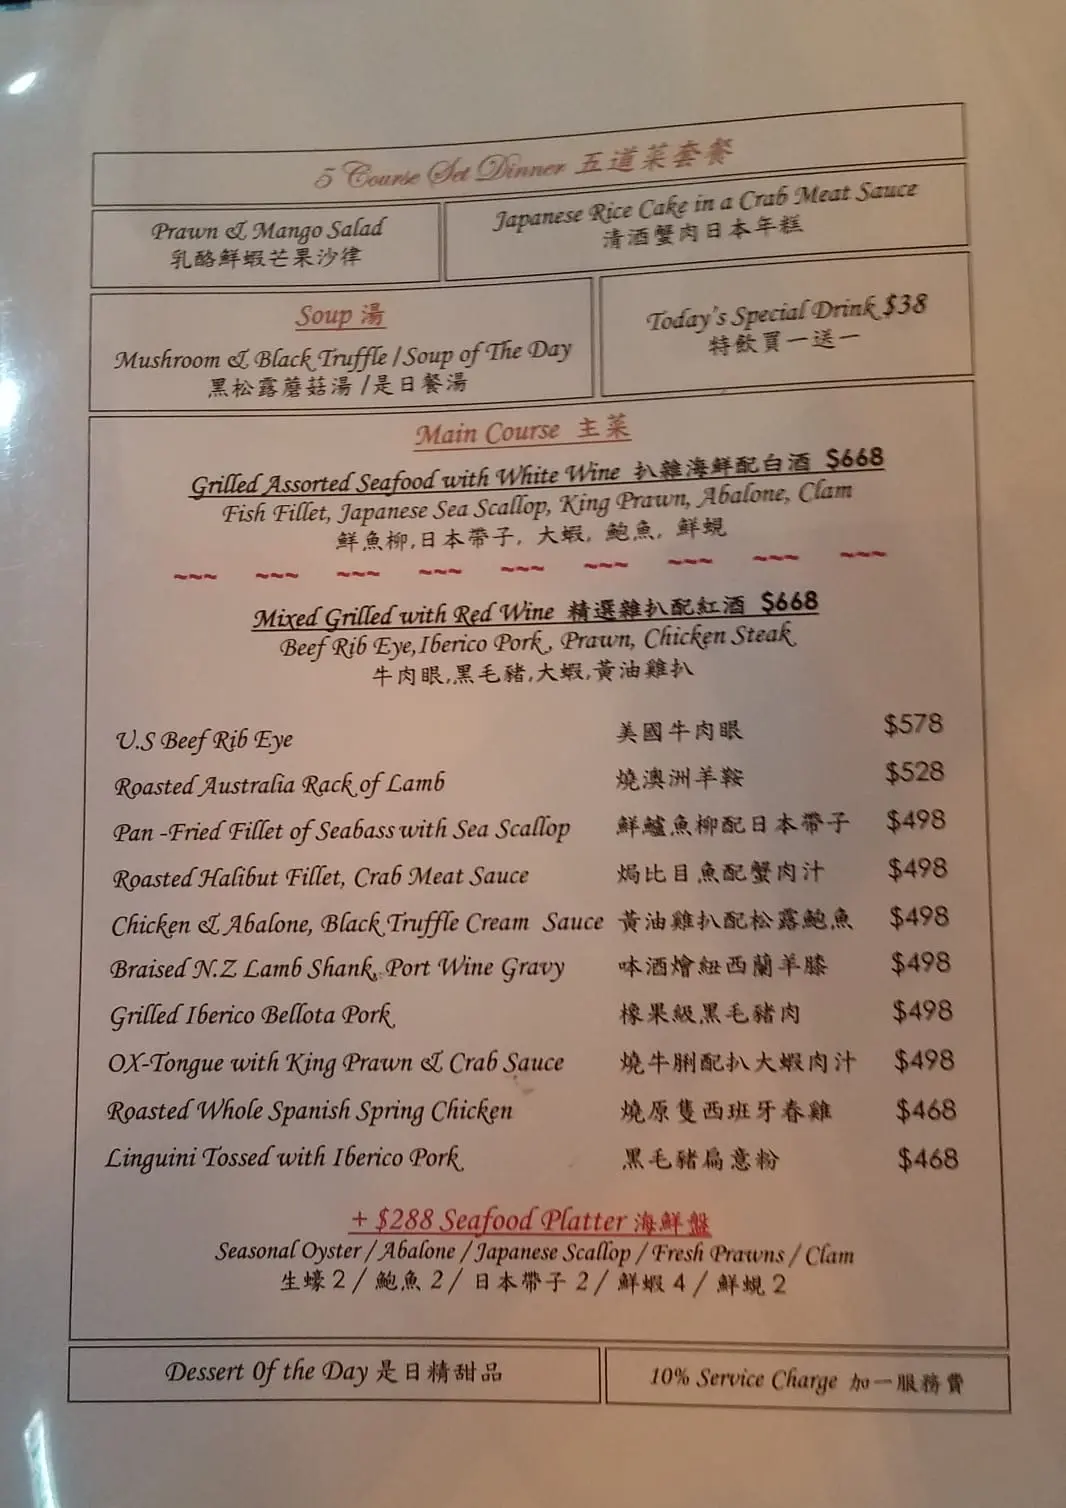 5 Course Set Dinner 五道菜套餐
Prawn & Mango Salad
乳酪鮮蝦芒果沙律
Japanese Rice Cake in a Crab Meat Sauce
清酒蟹肉日本年糕
Soup 湯
Mushroom & Black Truffle / Soup of The Day
黑松露蘑菇湯 /是日餐湯
Today's Special Drink $38
特飲買一送一
Main Course 主菜
Grilled Assorted Seafood with White Wine 扒雜海鮮配白酒 $668
Fish Fillet, Japanese Sea Scallop, King Prawn, Abalone, Clam
鮮魚柳,日本帶子, 大蝦, 鮑魚, 鮮蜆
~~~ ~~~ ~~~ ~~~ ~~~ ~~~ ~~~ ~~~ ~~~
Mixed Grilled with Red Wine 精選雜扒配紅酒 $668
Beef Rib Eye, Iberico Pork, Prawn, Chicken Steak
牛肉眼,黑毛豬,大蝦,黃油雞扒
U.S Beef Rib Eye 美國牛肉眼 $578
Roasted Australia Rack of Lamb 燒澳洲羊鞍 $528
Pan -Fried Fillet of Seabass with Sea Scallop 鮮鱸魚柳配日本帶子 $498
Roasted Halibut Fillet, Crab Meat Sauce 焗比目魚配蟹肉汁 $498
Chicken & Abalone, Black Truffle Cream Sauce 黃油雞扒配松露鮑魚 $498
Braised N.Z Lamb Shank, Port Wine Gravy 砵酒燴紐西蘭羊膝 $498
Grilled Iberico Bellota Pork 橡果級黑毛豬肉 $498
OX-Tongue with King Prawn & Crab Sauce 燒牛脷配扒大蝦肉汁 $498
Roasted Whole Spanish Spring Chicken 燒原隻西班牙春雞 $468
Linguini Tossed with Iberico Pork 黑毛豬扁意粉 $468
+ $288 Seafood Platter 海鮮盤
Seasonal Oyster / Abalone / Japanese Scallop / Fresh Prawns / Clam
生蠔 2 / 鮑魚 2 / 日本帶子 2 / 鮮蝦 4 / 鮮蜆 2
Dessert Of the Day 是日精甜品
10% Service Charge 加一服務費